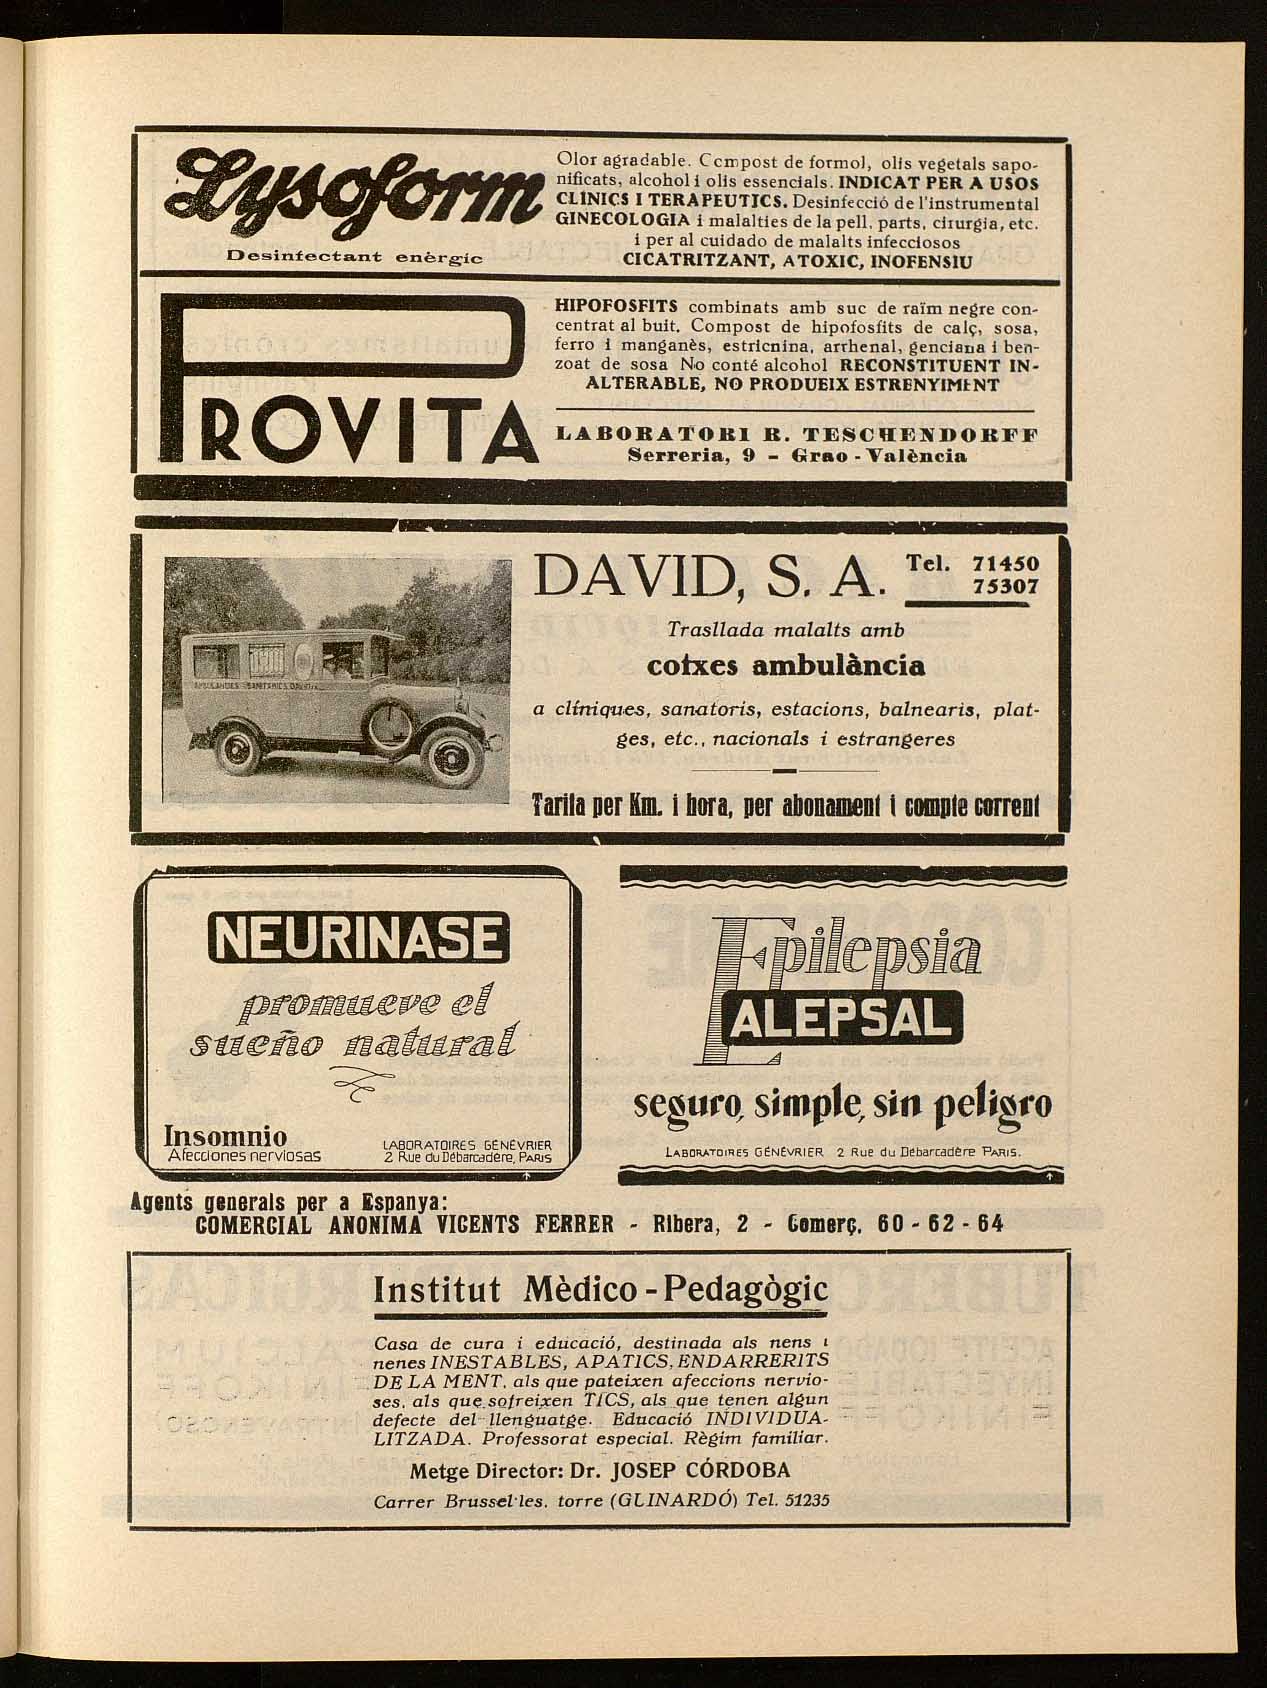 Lysoform
Desinfectant enèrgic
Olor agradable. Compost de formol, olis vegetals sapo-
nificats, alcohol i olis essencials. INDICAT PER A USOS
CLÍNICS I TERAPEUTICS. Desinfecció de l'instrumental
GINECOLOGIA i malalties de la pell, parts, cirurgia, etc.
i per al cuidado de malalts infecciosos
CICATRITZANT, ATOXIC, INOFENSIU
PROVITA
HIPOFOSFITS combinats amb suc de raïm negre con-
centrat al buit. Compost de hipofosfits de calç, sosa,
ferro i manganès, estricnina, arrhenal, genciana i ben-
zoat de sosa No conté alcohol RECONSTITUENT IN-
ALTERABLE, NO PRODUEIX ESTRENYIMENT
LABORATORI R. TESCHENDORFF
Serreria, 9 - Grao - València
DAVID, S. A. Tel. 71450
75307
Trasllada malalts amb
cotxes ambulància
a clíniques, sanatoris, estacions, balnearis, plat-
ges, etc., nacionals i estrangeres
Tarifa per Km. i hora, per abonament i compte corrent
AMBULANCIES SANITARIES DAVID S.A.
NEURINASE
promueve el
sueño natural
Insomnio
Afecciones nerviosas
LABORATOIRES GÉNÉVRIER
2 Rue du Débarcadère, PARIS
Epilepsia
ALEPSAL
seguro, simple, sin peligro
LABORATOIRES GÉNÉVRIER 2 Rue du Débarcadère PARIS.
Agents generals per a Espanya:
COMERCIAL ANONIMA VICENTS FERRER - Ribera, 2 - Comerç, 60 - 62 - 64
Institut Mèdico - Pedagògic
Casa de cura i educació, destinada als nens i
nenes INESTABLES, APATICS, ENDARRERITS
DE LA MENT, als que pateixen afeccions nervio-
ses, als que sofreixen TICS, als que tenen algun
defecte del llenguatge. Educació INDIVIDUA-
LITZADA. Professorat especial. Règim familiar.
Metge Director: Dr. JOSEP CÓRDOBA
Carrer Brussel·les, torre (GUINARDÓ) Tel. 51235